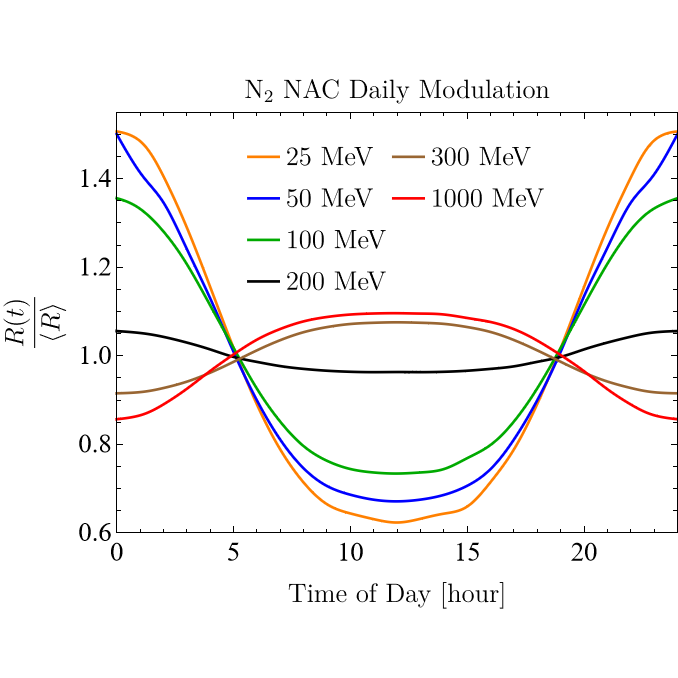 N₂ NAC Daily Modulation
25 MeV 300 MeV
50 MeV 1000 MeV
100 MeV
200 MeV
R(t)
⟨R⟩
1.4
1.2
1.0
0.8
0.6
0 5 10 15 20
Time of Day [hour]